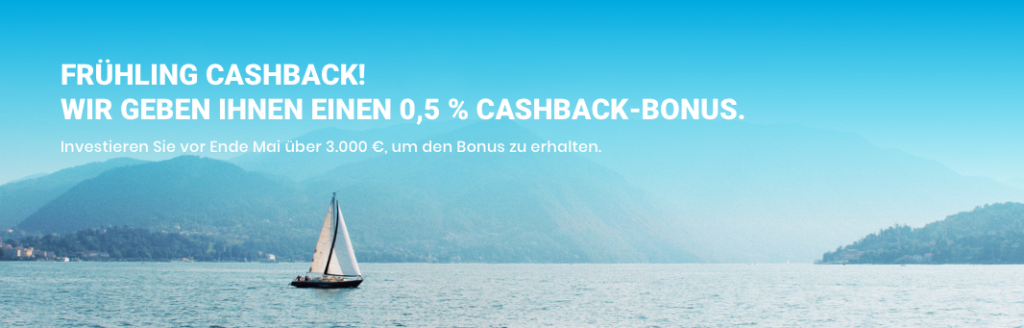 FRÜHLING CASHBACK!
WIR GEBEN IHNEN EINEN 0,5 % CASHBACK-BONUS.
Investieren Sie vor Ende Mai über 3.000 €, um den Bonus zu erhalten.